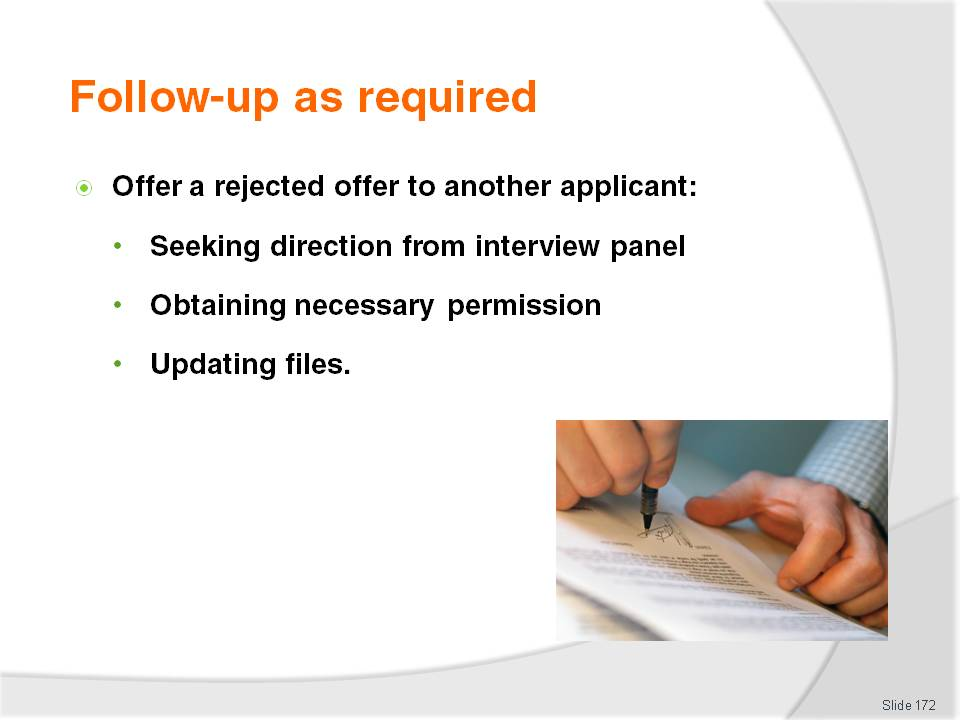 Follow-up as required
Offer a rejected offer to another applicant:
• Seeking direction from interview panel
• Obtaining necessary permission
• Updating files.
Slide 172